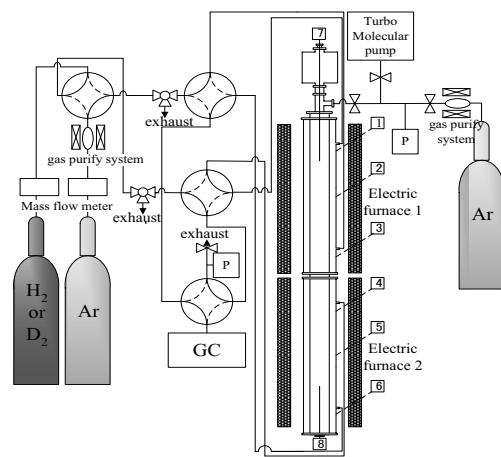 7
Turbo
Molecular
pump
exhaust
gas purify system
1
P
gas purify
system
2
Electric
furnace 1
Mass flow meter
exhaust
Ar
exhaust
3
P
4
H2
or
D2
Ar
GC
5
Electric
furnace 2
6
8